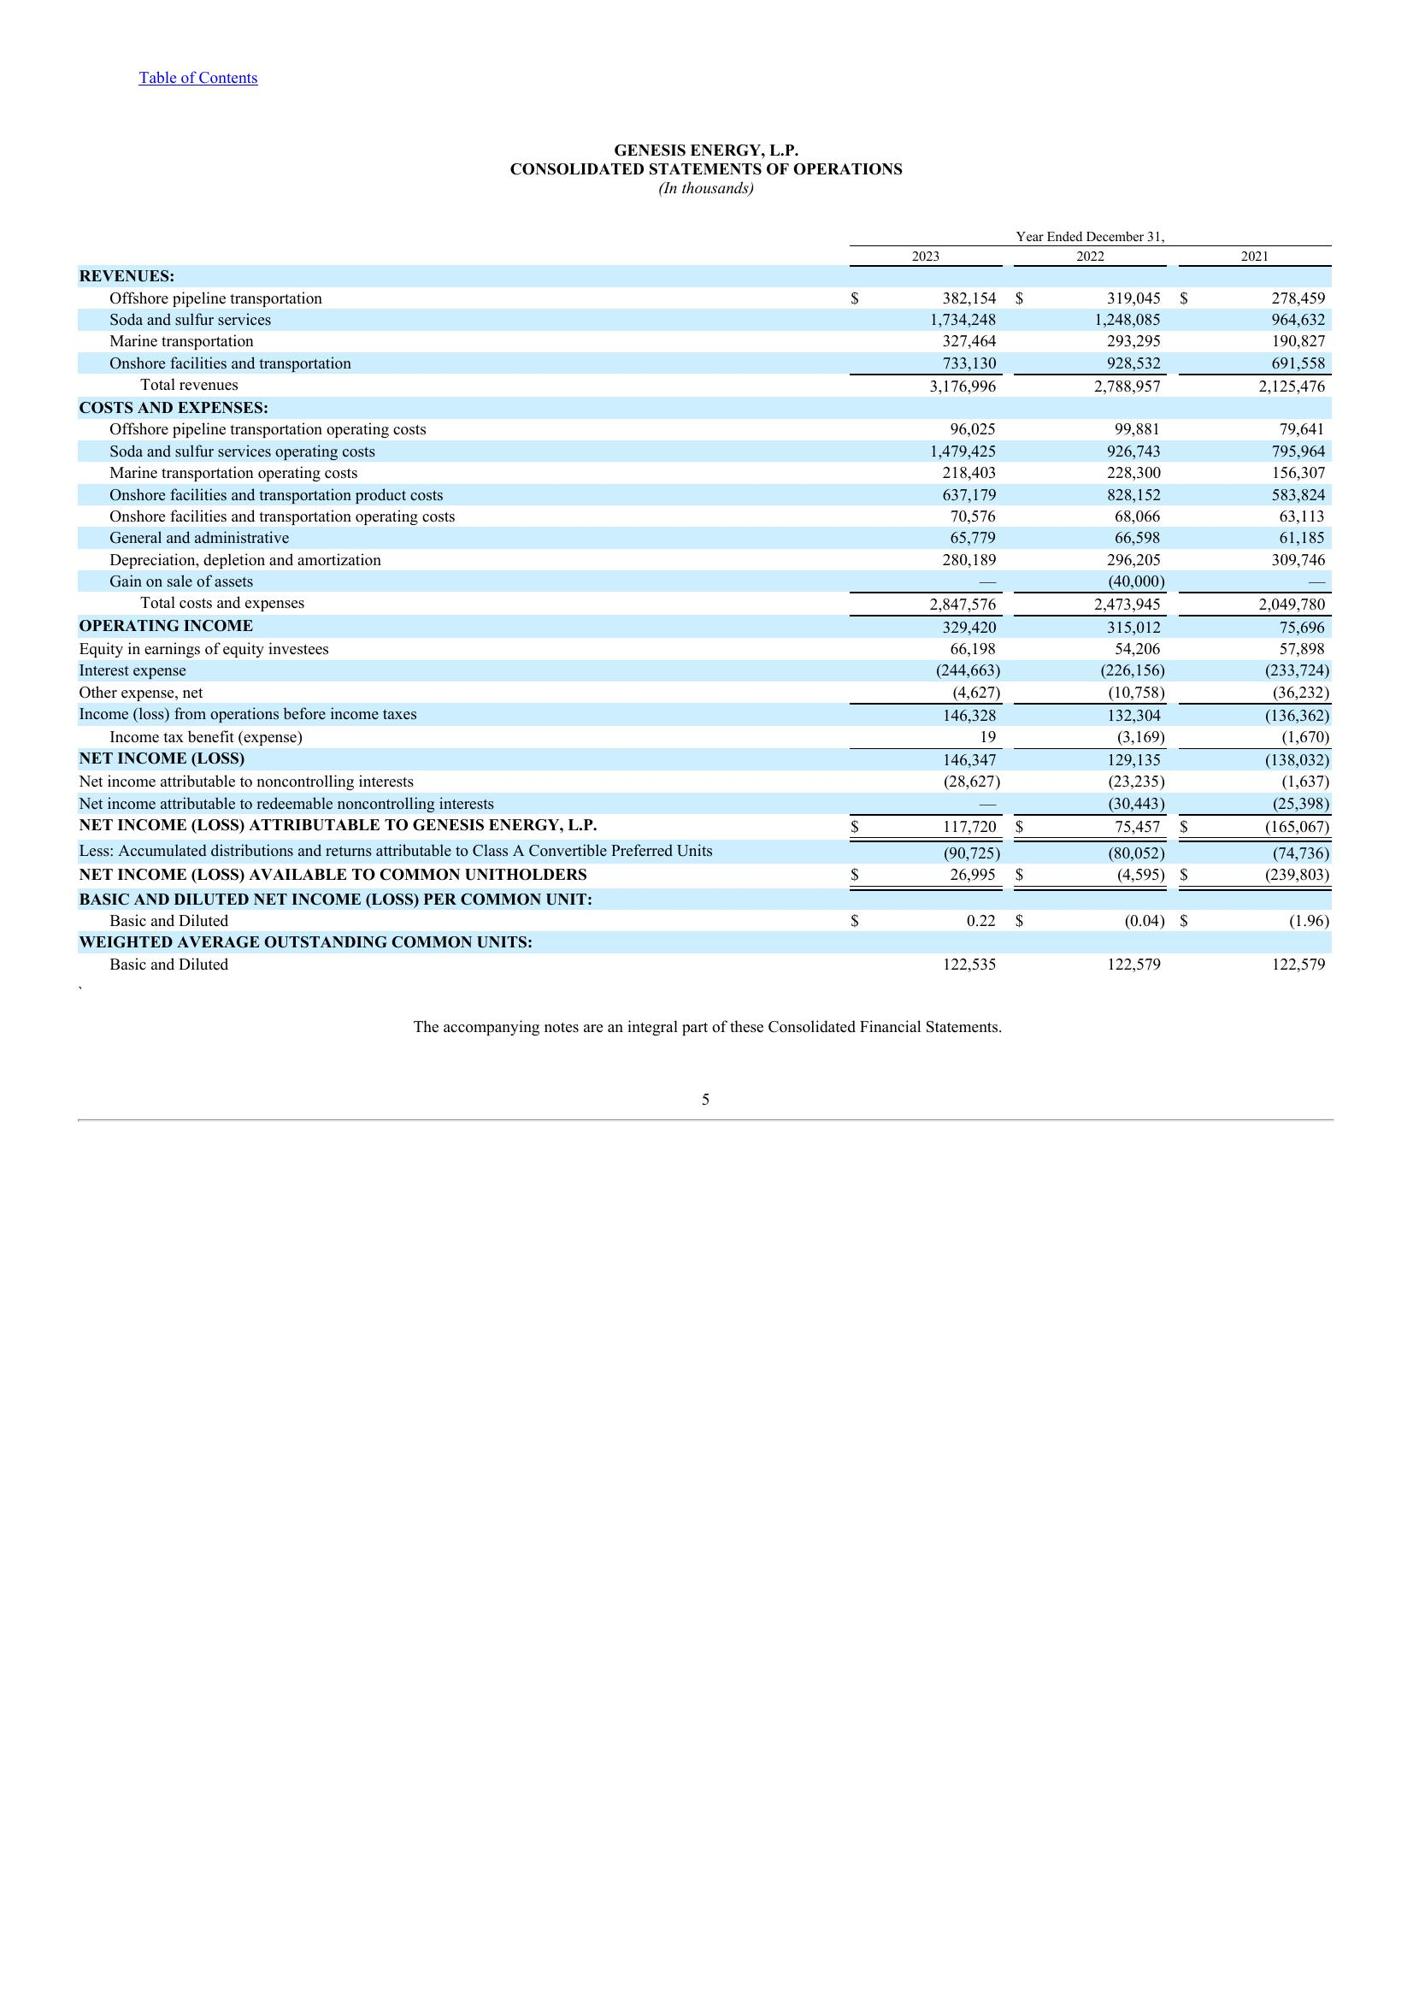 Table of Contents
GENESIS ENERGY, L.P.
CONSOLIDATED STATEMENTS OF OPERATIONS
(In thousands)
Year Ended December 31,
2023 2022 2021
REVENUES:
Offshore pipeline transportation $ 382,154 $ 319,045 $ 278,459
Soda and sulfur services 1,734,248 1,248,085 964,632
Marine transportation 327,464 293,295 190,827
Onshore facilities and transportation 733,130 928,532 691,558
Total revenues 3,176,996 2,788,957 2,125,476
COSTS AND EXPENSES:
Offshore pipeline transportation operating costs 96,025 99,881 79,641
Soda and sulfur services operating costs 1,479,425 926,743 795,964
Marine transportation operating costs 218,403 228,300 156,307
Onshore facilities and transportation product costs 637,179 828,152 583,824
Onshore facilities and transportation operating costs 70,576 68,066 63,113
General and administrative 65,779 66,598 61,185
Depreciation, depletion and amortization 280,189 296,205 309,746
Gain on sale of assets — (40,000) —
Total costs and expenses 2,847,576 2,473,945 2,049,780
OPERATING INCOME 329,420 315,012 75,696
Equity in earnings of equity investees 66,198 54,206 57,898
Interest expense (244,663) (226,156) (233,724)
Other expense, net (4,627) (10,758) (36,232)
Income (loss) from operations before income taxes 146,328 132,304 (136,362)
Income tax benefit (expense) 19 (3,169) (1,670)
NET INCOME (LOSS) 146,347 129,135 (138,032)
Net income attributable to noncontrolling interests (28,627) (23,235) (1,637)
Net income attributable to redeemable noncontrolling interests — (30,443) (25,398)
NET INCOME (LOSS) ATTRIBUTABLE TO GENESIS ENERGY, L.P. $ 117,720 $ 75,457 $ (165,067)
Less: Accumulated distributions and returns attributable to Class A Convertible Preferred Units (90,725) (80,052) (74,736)
NET INCOME (LOSS) AVAILABLE TO COMMON UNITHOLDERS $ 26,995 $ (4,595) $ (239,803)
BASIC AND DILUTED NET INCOME (LOSS) PER COMMON UNIT:
Basic and Diluted $ 0.22 $ (0.04) $ (1.96)
WEIGHTED AVERAGE OUTSTANDING COMMON UNITS:
Basic and Diluted 122,535 122,579 122,579
`
The accompanying notes are an integral part of these Consolidated Financial Statements.
5